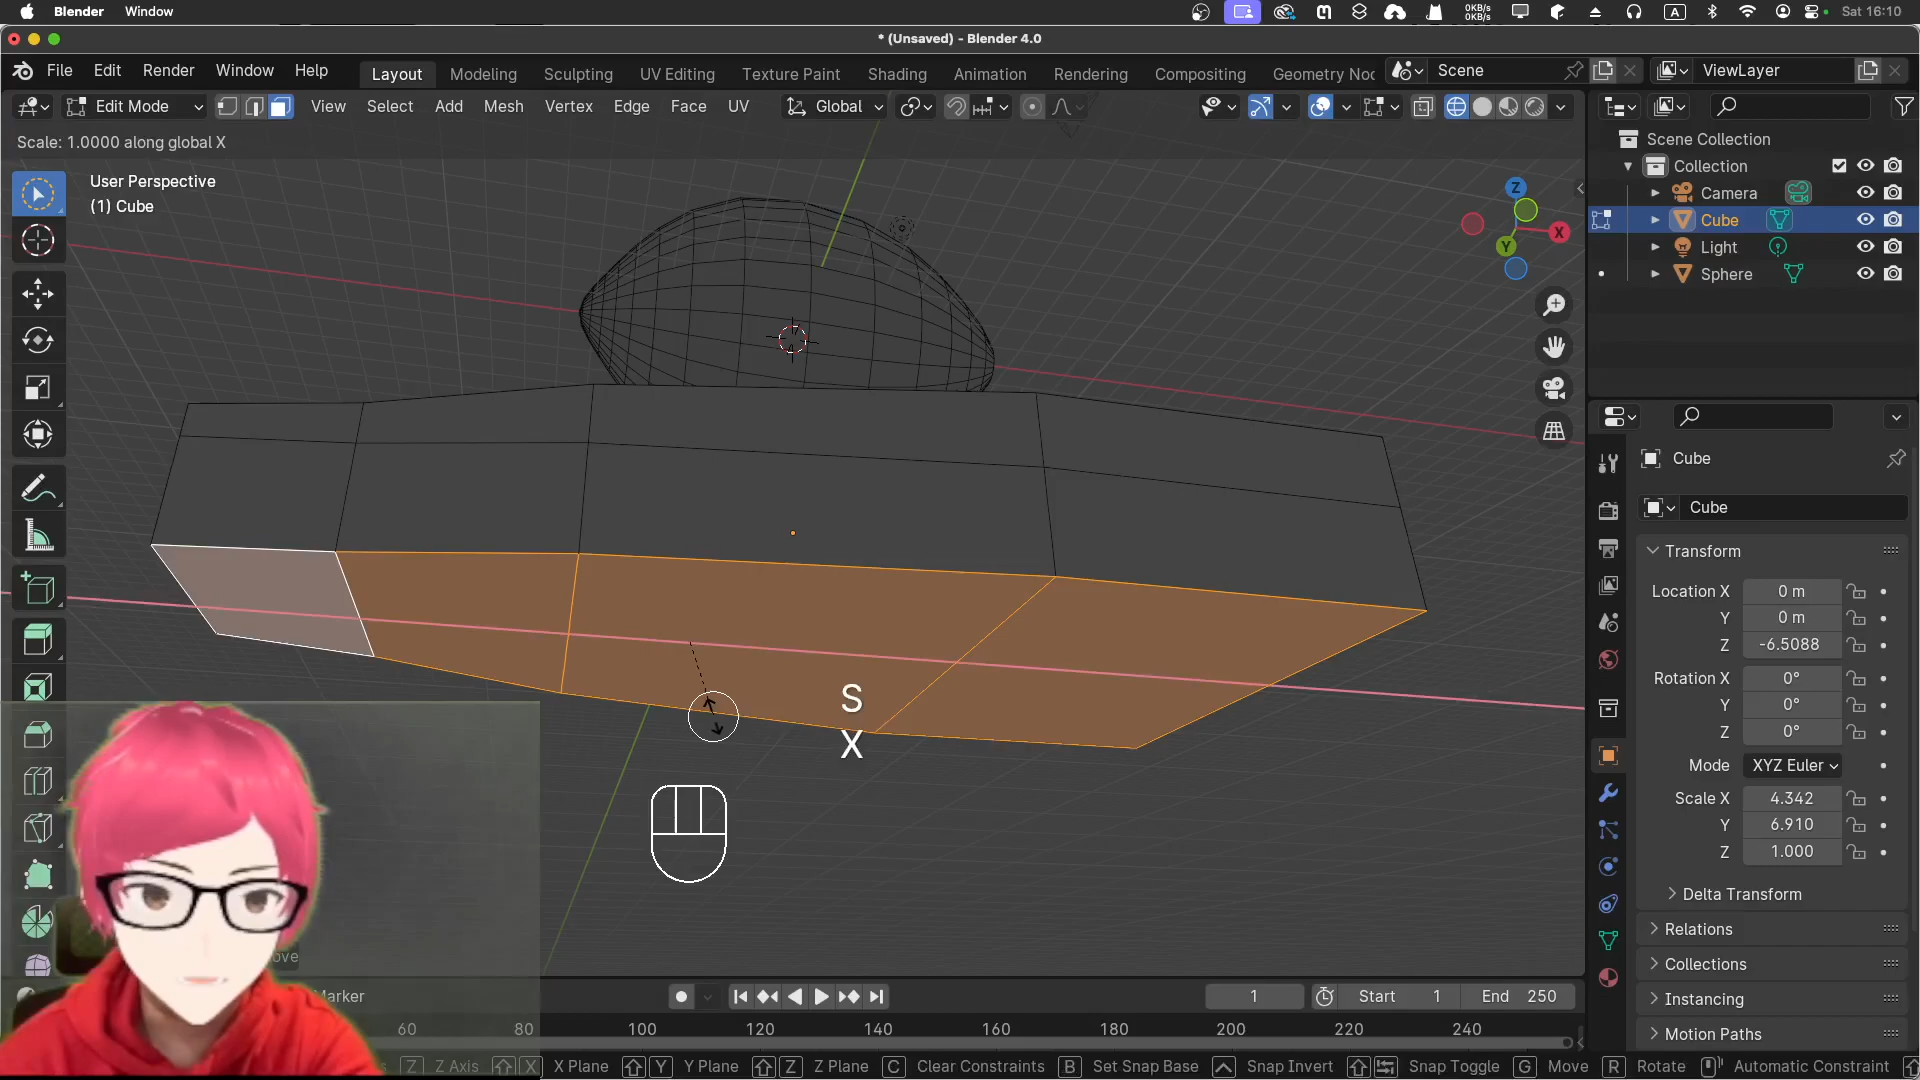 Blender Window Sat 16:10
0KB/s
0KB/s
A
* (Unsaved) - Blender 4.0
File Edit Render Window Help Layout Modeling Sculpting UV Editing Texture Paint Shading Animation Rendering Compositing Geometry Noc Scene ViewLayer
Edit Mode View Select Add Mesh Vertex Edge Face UV Global
Scale: 1.0000 along global X
User Perspective
(1) Cube
Z
X
Y
Scene Collection
Collection
Camera
Cube
Light
Sphere
Cube
Cube
Transform
Location X 0 m
Y 0 m
Z -6.5088
Rotation X 0°
Y 0°
Z 0°
Mode XYZ Euler
Scale X 4.342
Y 6.910
Z 1.000
Delta Transform
Relations
Collections
Instancing
Motion Paths
S
X
ove
Marker
1 Start 1 End 250
60 80 100 120 140 160 180 200 220 240
Z Z Axis X X Plane Y Y Plane Z Z Plane C Clear Constraints B Set Snap Base Snap Invert Snap Toggle G Move R Rotate Automatic Constraint